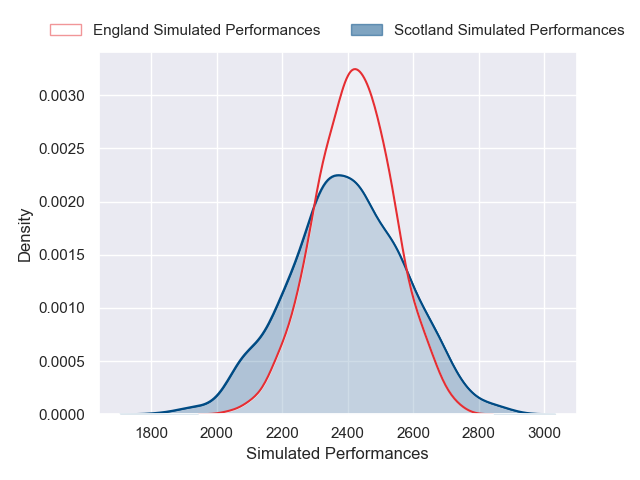 England Simulated Performances Scotland Simulated Performances
0.0030
0.0025
0.0020
0.0015
0.0010
0.0005
0.0000
Density
1800 2000 2200 2400 2600 2800 3000
Simulated Performances